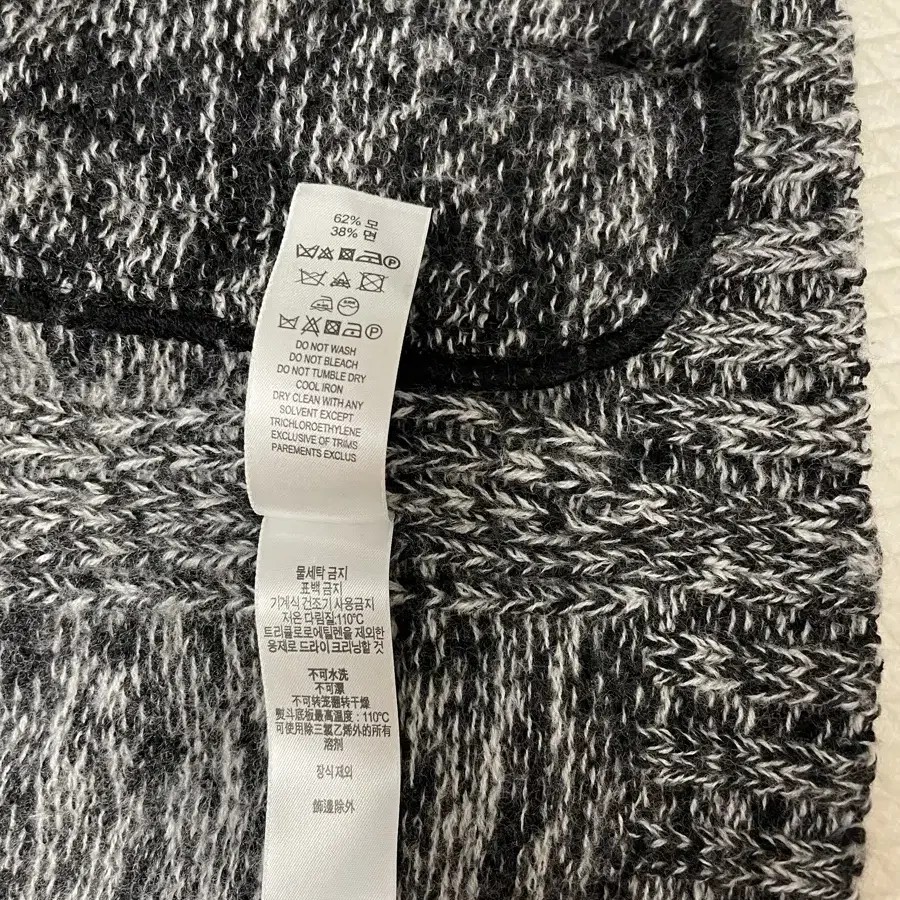 62% 모
38% 면
DO NOT WASH
DO NOT BLEACH
DO NOT TUMBLE DRY
COOL IRON
DRY CLEAN WITH ANY
SOLVENT EXCEPT
TRICHLOROETHYLENE
EXCLUSIVE OF TRIMS
PAREMENTS EXCLUS
물세탁 금지
표백 금지
기계식 건조기 사용금지
저온 다림질:110°C
트리클로로에틸렌을 제외한
용제로 드라이 크리닝할 것
不可水洗
不可漂
不可转笼翻转干燥
熨斗底板最高温度：110°C
可使用除三氯乙烯外的所有
溶剂
장식 제외
飾邊除外